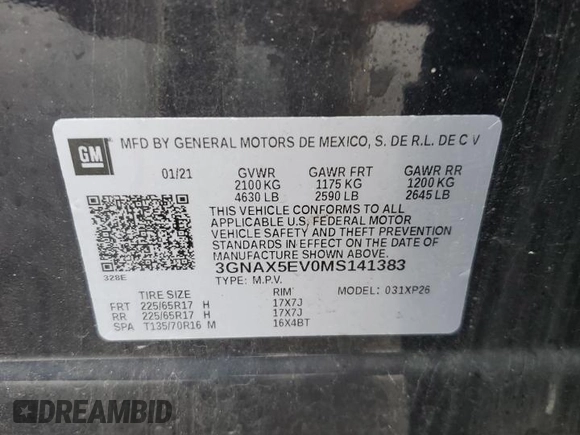 GM
MFD BY GENERAL MOTORS DE MEXICO, S. DE R.L. DE C V
01/21 GVWR GAWR FRT GAWR RR
2100 KG 1175 KG 1200 KG
4630 LB 2590 LB 2645 LB
THIS VEHICLE CONFORMS TO ALL
APPLICABLE U.S. FEDERAL MOTOR
VEHICLE SAFETY AND THEFT PREVENTION
STANDARDS IN EFFECT ON THE DATE OF
MANUFACTURE SHOWN ABOVE.
328E 3GNAX5EV0MS141383
TYPE: M.P.V.
TIRE SIZE RIM MODEL: 031XP26
FRT 225/65R17 H 17X7J
RR 225/65R17 H 17X7J
SPA T135/70R16 M 16X4BT
DREAMBID